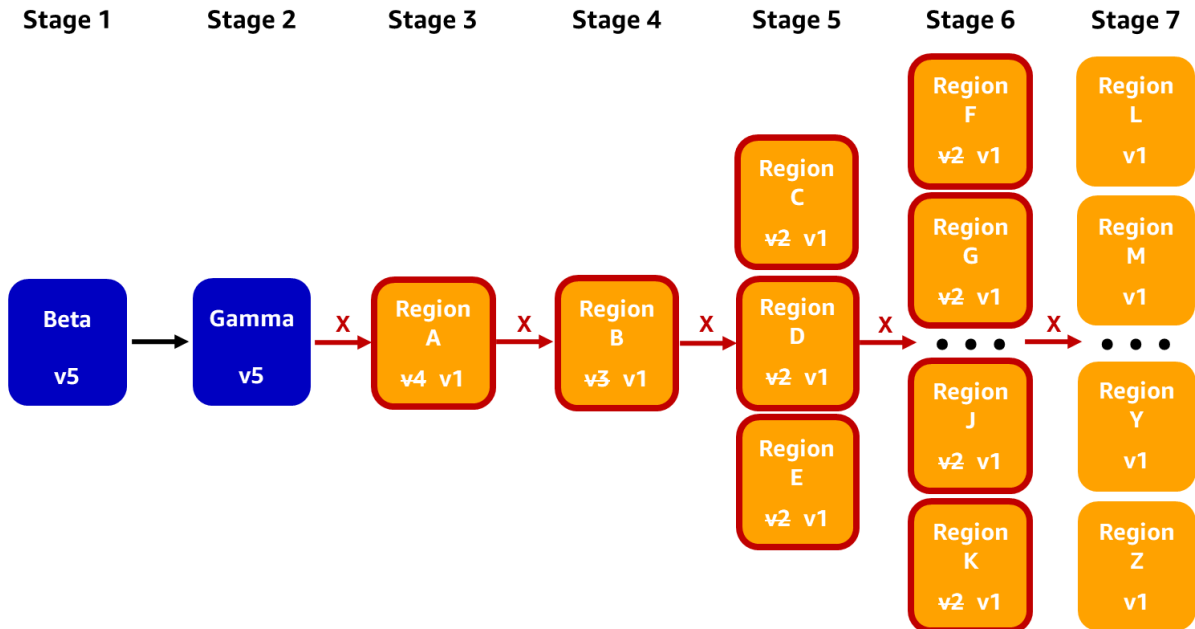 Stage 1
Stage 2
Stage 3
Stage 4
Stage 5
Stage 6
Stage 7
Beta
v5
Gamma
v5
X
Region
A
v4 v1
X
Region
B
v3 v1
X
Region
C
v2 v1
Region
D
v2 v1
Region
E
v2 v1
X
Region
F
v2 v1
Region
G
v2 v1
• • •
Region
J
v2 v1
Region
K
v2 v1
X
Region
L
v1
Region
M
v1
• • •
Region
Y
v1
Region
Z
v1